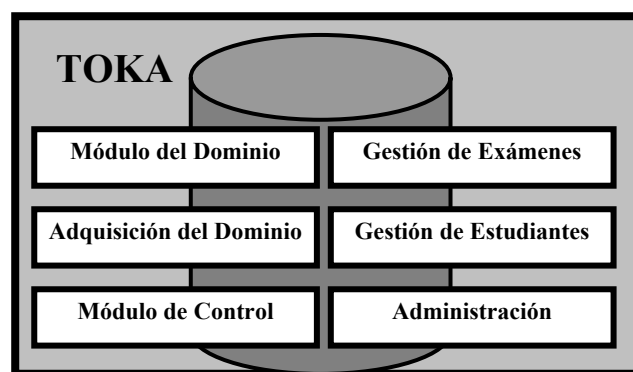 TOKA
Módulo del Dominio
Gestión de Exámenes
Adquisición del Dominio
Gestión de Estudiantes
Módulo de Control
Administración